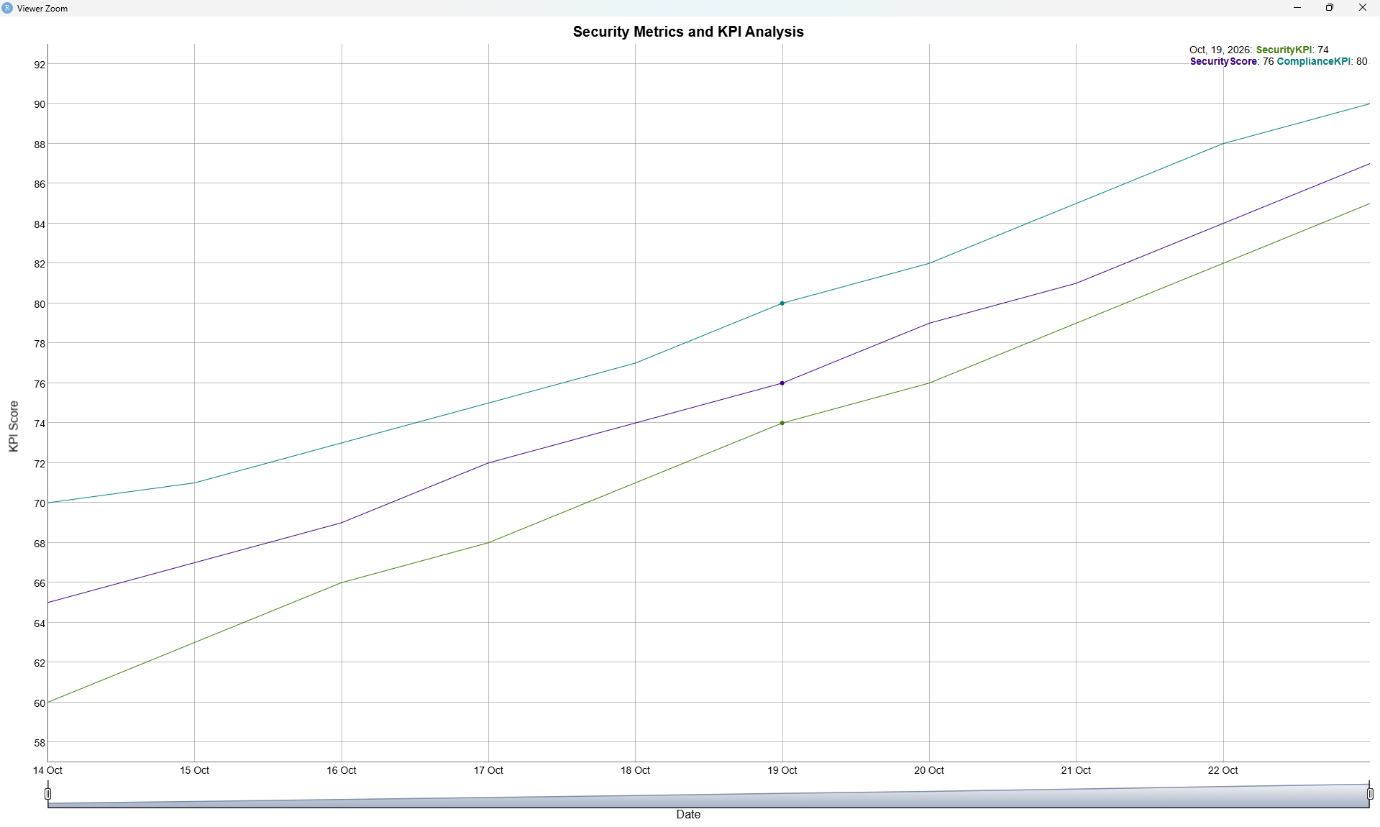 R Viewer Zoom
Security Metrics and KPI Analysis
Oct, 19, 2026: SecurityKPI: 74
SecurityScore: 76 ComplianceKPI: 80
92
90
88
86
84
82
80
78
76
74
72
70
68
66
64
62
60
58
KPI Score
14 Oct 15 Oct 16 Oct 17 Oct 18 Oct 19 Oct 20 Oct 21 Oct 22 Oct
Date